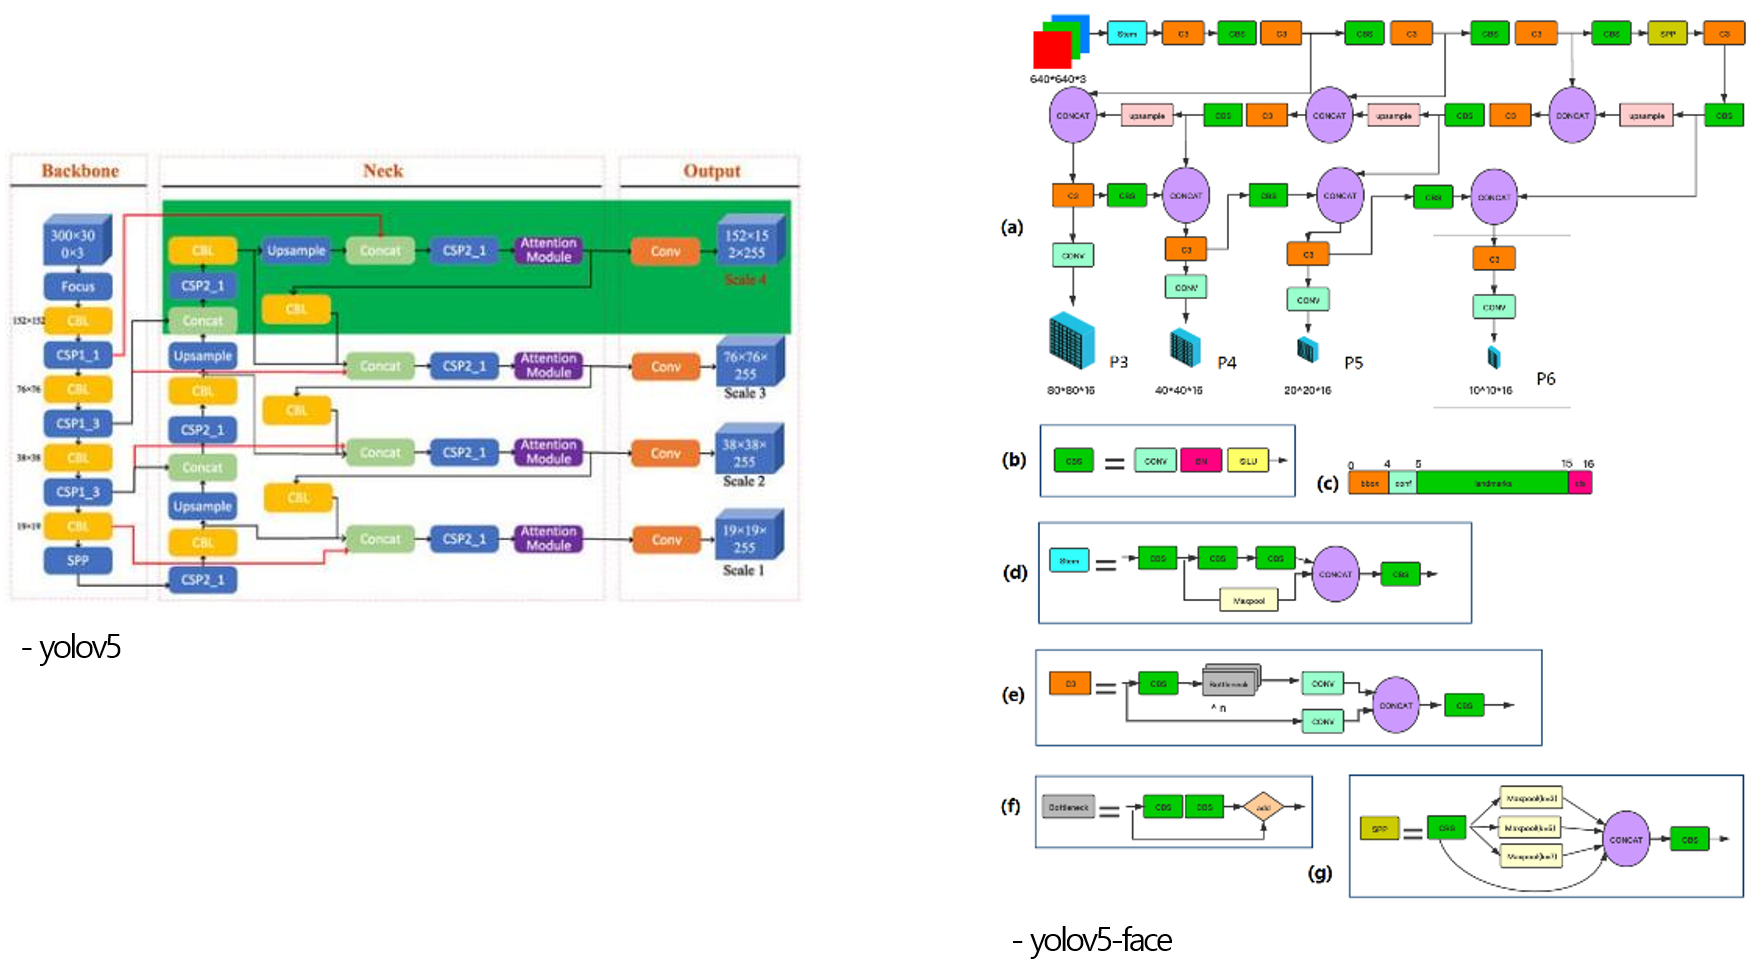 Backbone
Neck
Output
300×30
0×3
Focus
152×152
CBL
CSP1_1
76×76
CBL
CSP1_3
38×38
CBL
CSP1_3
19×19
CBL
SPP
CBL
Upsample
Concat
CSP2_1
Attention
Module
Conv
152×15
2×255
Scale 4
CSP2_1
CBL
Concat
Upsample
Concat
CSP2_1
Attention
Module
Conv
76×76×
255
Scale 3
CBL
CBL
CSP2_1
Concat
CSP2_1
Attention
Module
Conv
38×38×
255
Scale 2
Concat
CBL
Upsample
Concat
CSP2_1
Attention
Module
Conv
19×19×
255
Scale 1
CBL
CSP2_1
- yolov5
640*640*3
Stem
C3
CBS
C3
CBS
C3
CBS
C3
CBS
SPP
C3
CONCAT
upsample
CBS
C3
CONCAT
upsample
CBS
C3
CONCAT
upsample
CBS
(a)
C3
CBS
CONCAT
CBS
CONCAT
CBS
CONCAT
CONV
C3
C3
C3
CONV
CONV
CONV
P3
P4
P5
P6
80*80*16
40*40*16
20*20*16
10*10*16
(b)
CBS
=
CONV
BN
SILU
(c)
0
4
5
15
16
bbox
conf
landmarks
cls
(d)
Stem
=
CBS
CBS
CBS
CONCAT
CBS
Maxpool
(e)
C3
=
CBS
Bottleneck
CONV
* n
CONV
CONCAT
CBS
(f)
Bottleneck
=
CBS
CBS
add
(g)
SPP
=
CBS
Maxpool(k=3)
Maxpool(k=5)
Maxpool(k=7)
CONCAT
CBS
- yolov5-face